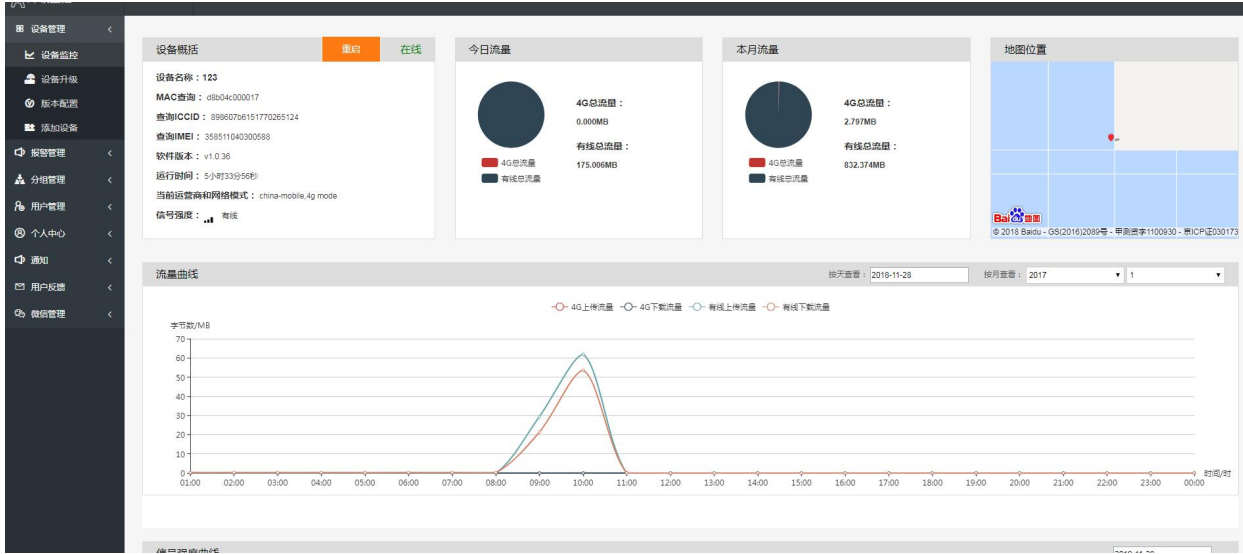 设备管理
设备监控
设备升级
版本配置
添加设备
报警管理
分组管理
用户管理
个人中心
通知
用户反馈
微信管理
设备概括
重启
在线
设备名称：123
MAC查询： d8b04c000017
查询ICCID： 898607b6151770265124
查询IMEI： 358511040300588
软件版本： v1.0.36
运行时间： 5小时33分56秒
当前运营商和网络模式： china-mobile,4g mode
信号强度： 有线
今日流量
4G总流量：
0.000MB
有线总流量：
175.006MB
4G总流量
有线总流量
本月流量
4G总流量：
2.797MB
有线总流量：
832.374MB
4G总流量
有线总流量
地图位置
Bai 地图
© 2018 Baidu - GS(2016)2089号 - 甲测资字1100930 - 京ICP证030173
流量曲线
按天查看： 2018-11-28
按月查看： 2017 1
4G上传流量 4G下载流量 有线上传流量 有线下载流量
字节数/MB
70
60
50
40
30
20
10
0
01:00 02:00 03:00 04:00 05:00 06:00 07:00 08:00 09:00 10:00 11:00 12:00 13:00 14:00 15:00 16:00 17:00 18:00 19:00 20:00 21:00 22:00 23:00 00:00
时间/时
信号强度曲线
2018-11-28